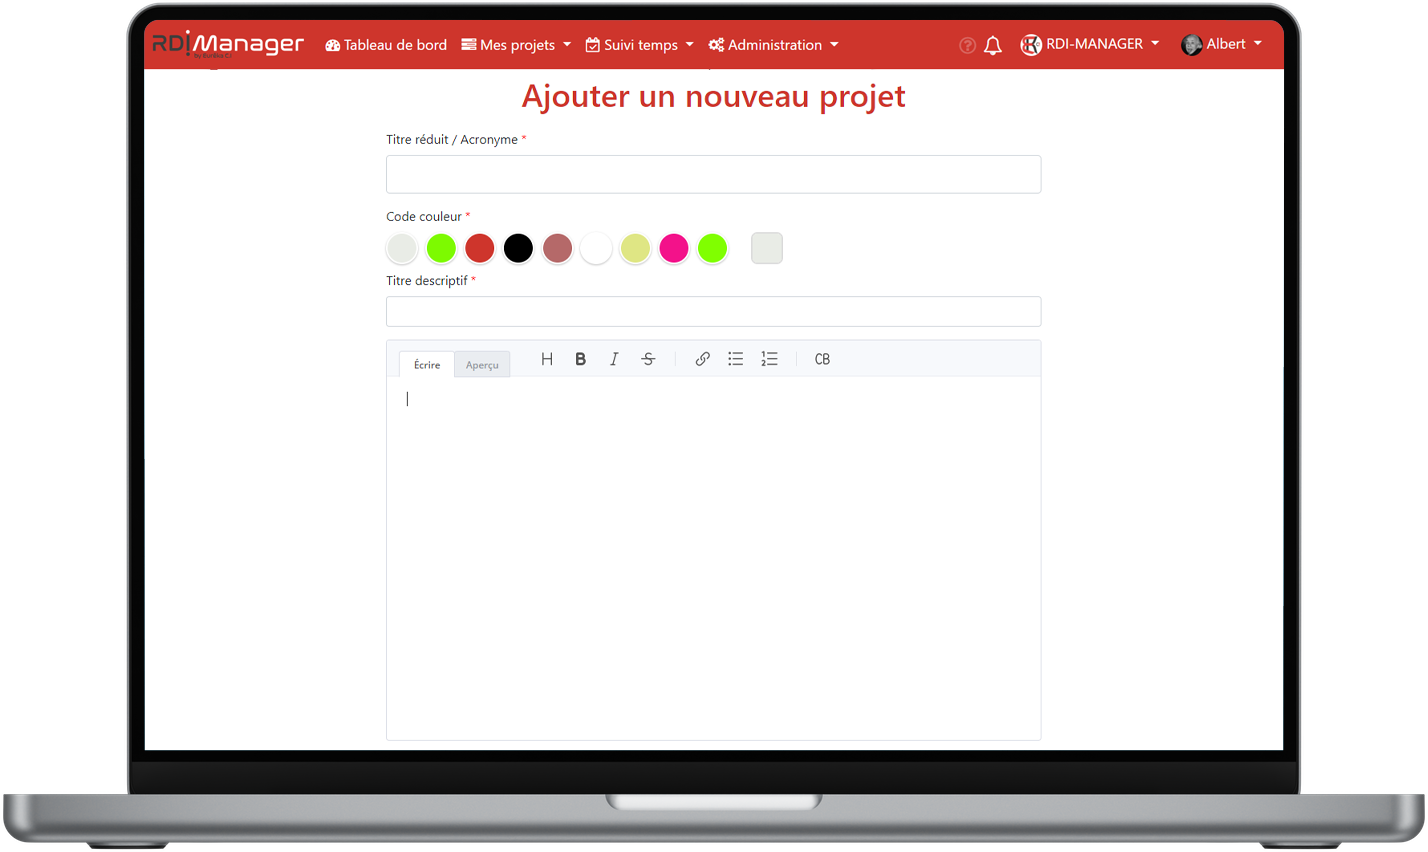 RDI Manager
Tableau de bord Mes projets Suivi temps Administration RDI-MANAGER Albert
Ajouter un nouveau projet
Titre réduit / Acronyme *
Code couleur *
Titre descriptif *
Écrire Aperçu H B I S CB